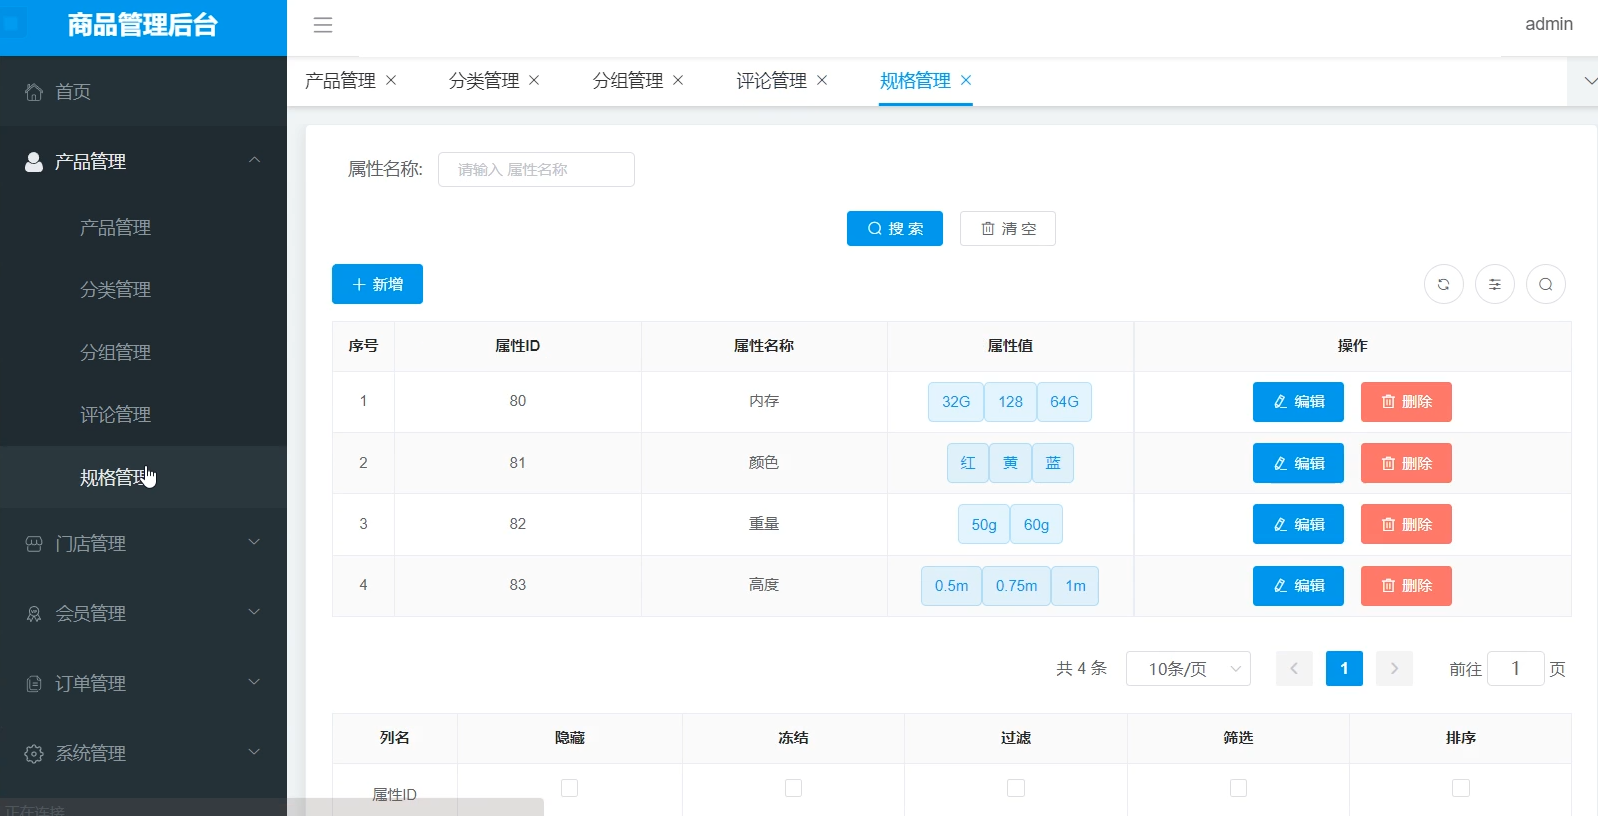 商品管理后台
admin
首页
产品管理
产品管理
分类管理
分组管理
评论管理
规格管理
门店管理
会员管理
订单管理
系统管理
正在连接
产品管理 分类管理 分组管理 评论管理 规格管理
属性名称: 请输入 属性名称
搜 索 清 空
新增
序号 属性ID 属性名称 属性值 操作
1 80 内存 32G 128 64G 编辑 删除
2 81 颜色 红 黄 蓝 编辑 删除
3 82 重量 50g 60g 编辑 删除
4 83 高度 0.5m 0.75m 1m 编辑 删除
共 4 条 10条/页 1 前往 1 页
列名 隐藏 冻结 过滤 筛选 排序
属性ID